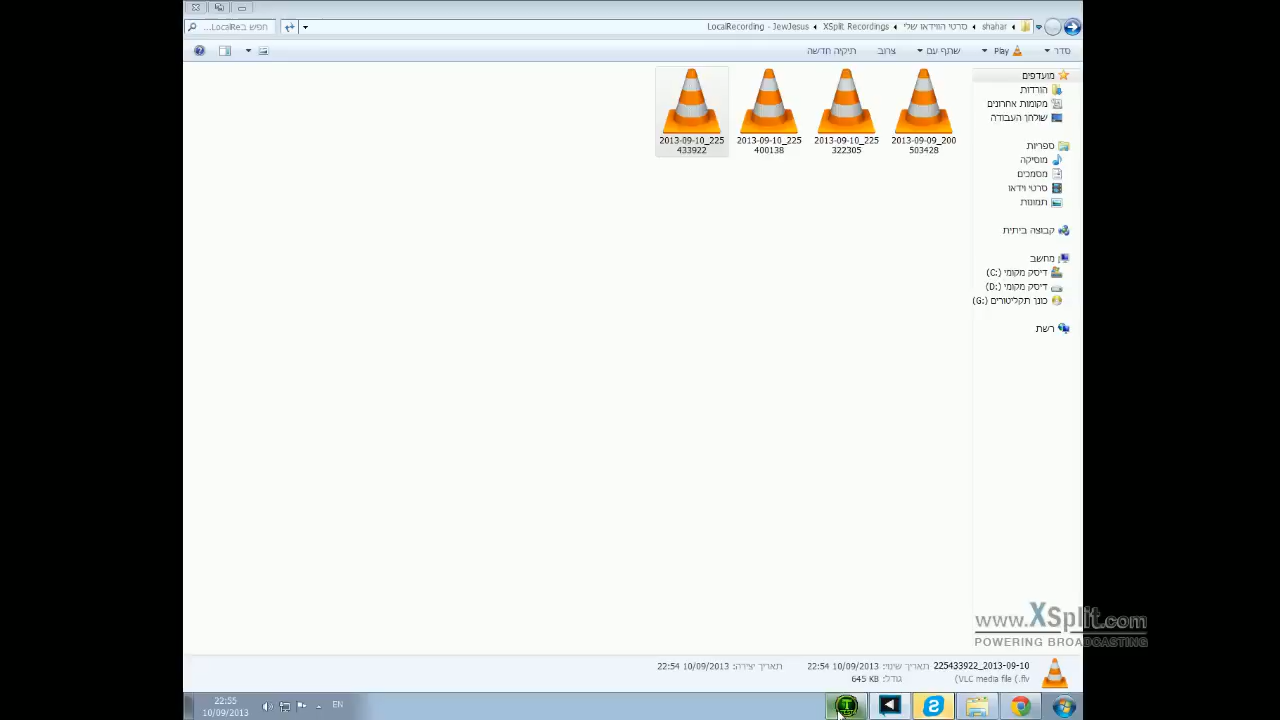 shahar ◂ סרטי הווידאו שלי ◂ XSplit Recordings ◂ LocalRecording - JewJesus
חפש בLocalRe...
סדר
Play
שתף עם
צרוב
תיקיה חדשה
2013-09-10_225
433922
2013-09-10_225
400138
2013-09-10_225
322305
2013-09-09_200
503428
מועדפים
הורדות
מקומות אחרונים
שולחן העבודה
ספריות
מוסיקה
מסמכים
סרטי וידאו
תמונות
קבוצה ביתית
מחשב
דיסק מקומי (C:)
דיסק מקומי (D:)
כונן תקליטורים (G:)
רשת
www.XSplit.com
POWERING BROADCASTING
225433922_2013-09-10
תאריך שינוי: 10/09/2013 22:54
תאריך יצירה: 10/09/2013 22:54
VLC media file (.flv)
גודל: 645 KB
EN
22:55
10/09/2013